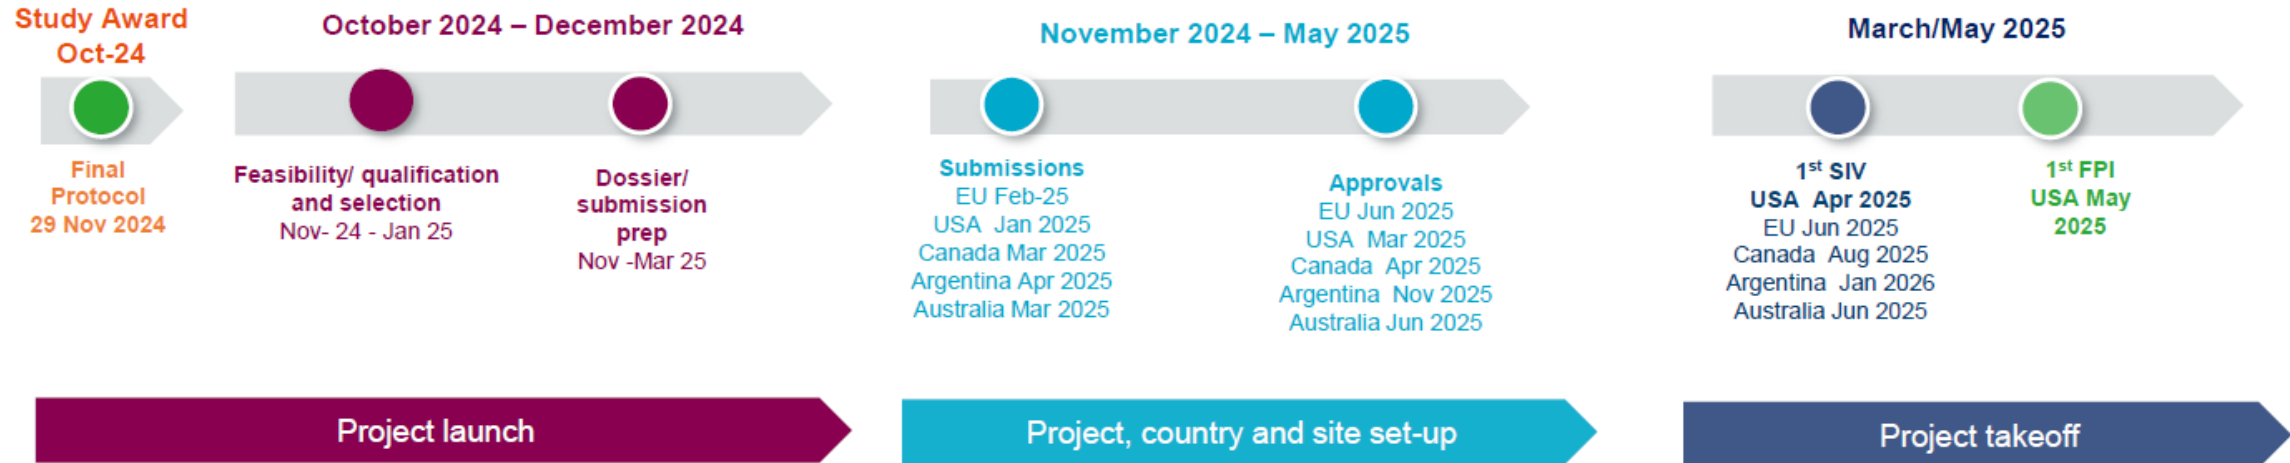 Study Award
Oct-24
Final
Protocol
29 Nov 2024
October 2024 – December 2024
Feasibility/ qualification
and selection
Nov- 24 - Jan 25
Dossier/
submission
prep
Nov -Mar 25
November 2024 – May 2025
Submissions
EU Feb-25
USA Jan 2025
Canada Mar 2025
Argentina Apr 2025
Australia Mar 2025
Approvals
EU Jun 2025
USA Mar 2025
Canada Apr 2025
Argentina Nov 2025
Australia Jun 2025
March/May 2025
1st SIV
USA Apr 2025
EU Jun 2025
Canada Aug 2025
Argentina Jan 2026
Australia Jun 2025
1st FPI
USA May
2025
Project launch
Project, country and site set-up
Project takeoff